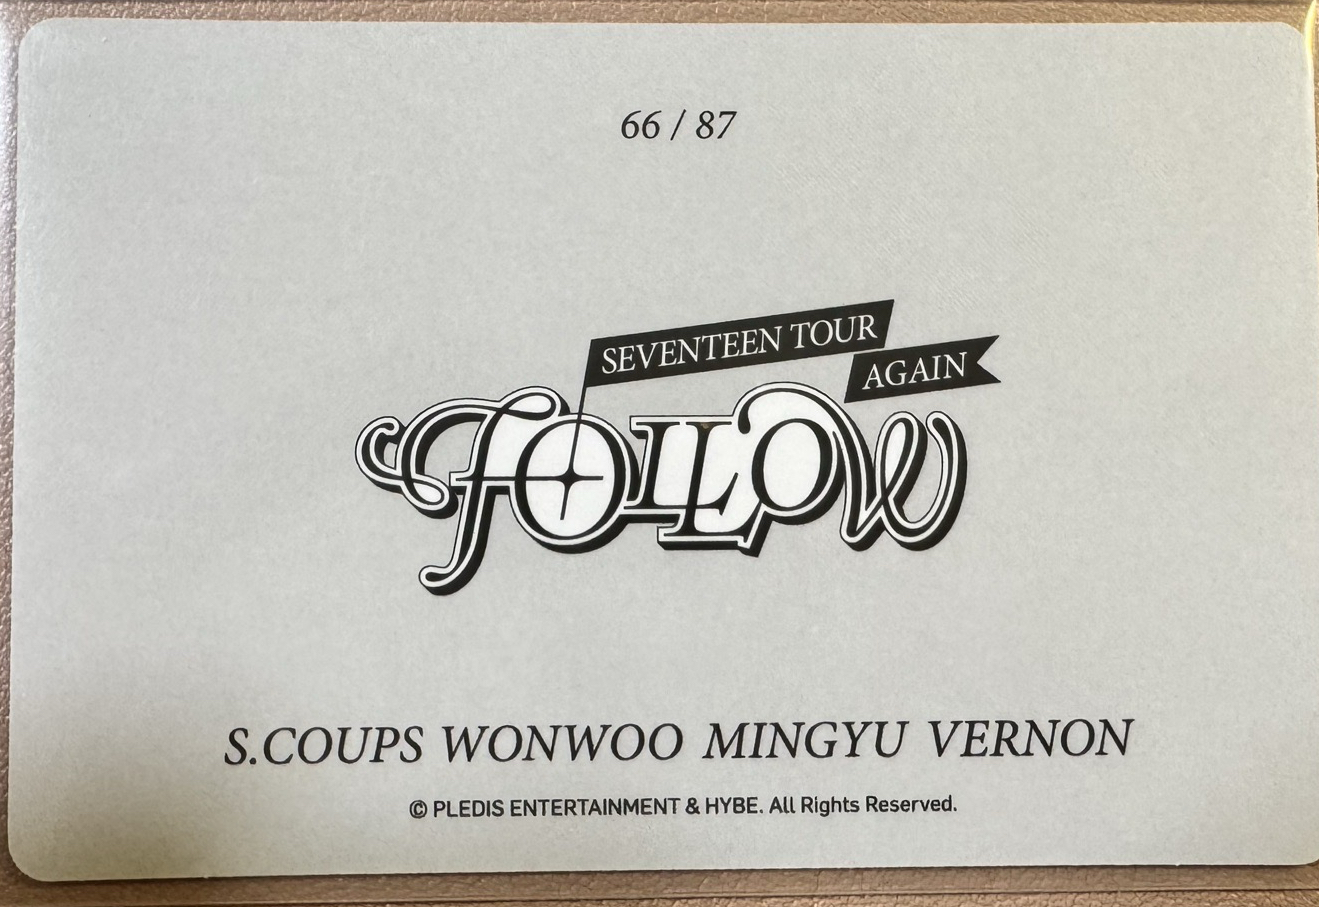 66 / 87
SEVENTEEN TOUR
AGAIN
FOLLOW
S.COUPS WONWOO MINGYU VERNON
© PLEDIS ENTERTAINMENT & HYBE. All Rights Reserved.